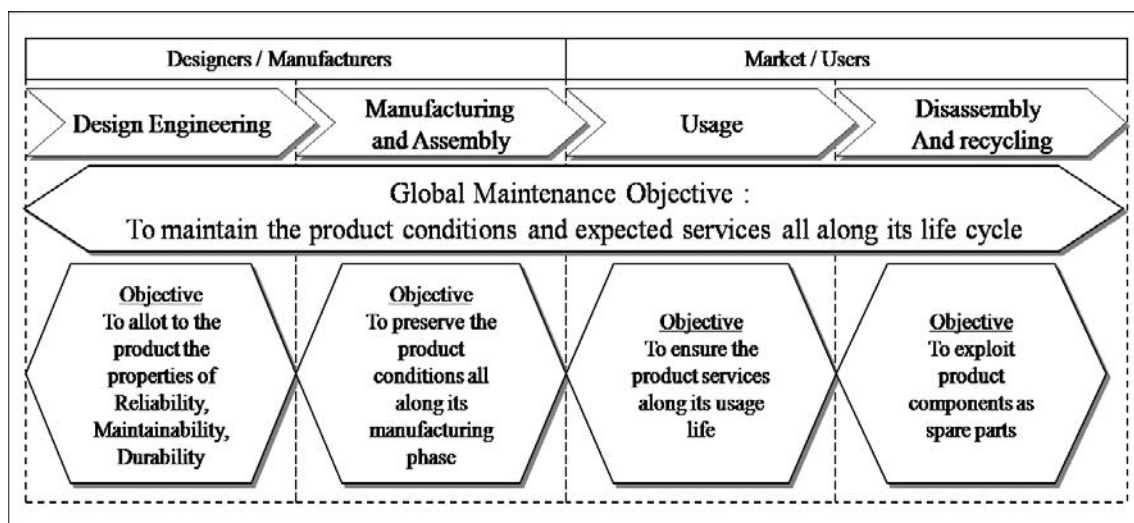 Designers / Manufacturers
Market / Users
Design Engineering
Manufacturing
and Assembly
Usage
Disassembly
And recycling
Global Maintenance Objective :
To maintain the product conditions and expected services all along its life cycle
Objective
To allot to the
product the
properties of
Reliability,
Maintainability,
Durability
Objective
To preserve the
product
conditions all
along its
manufacturing
phase
Objective
To ensure the
product services
along its usage
life
Objective
To exploit
product
components as
spare parts